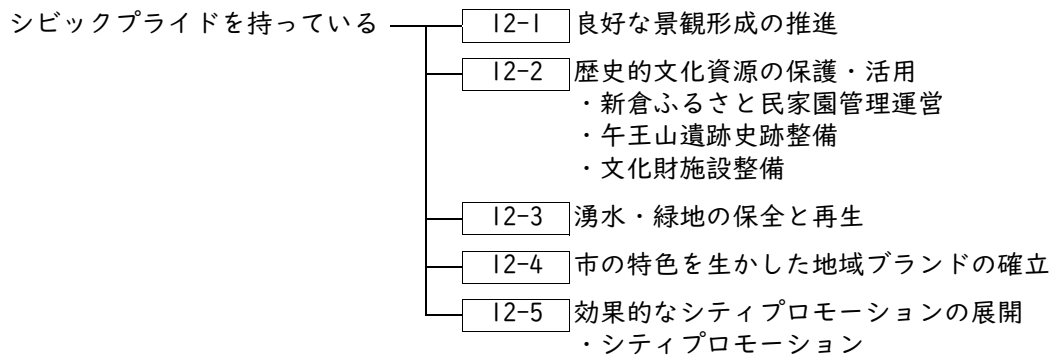 シビックプライドを持っている
12-1 良好な景観形成の推進
12-2 歴史的文化資源の保護・活用
・新倉ふるさと民家園管理運営
・午王山遺跡史跡整備
・文化財施設整備
12-3 湧水・緑地の保全と再生
12-4 市の特色を生かした地域ブランドの確立
12-5 効果的なシティプロモーションの展開
・シティプロモーション